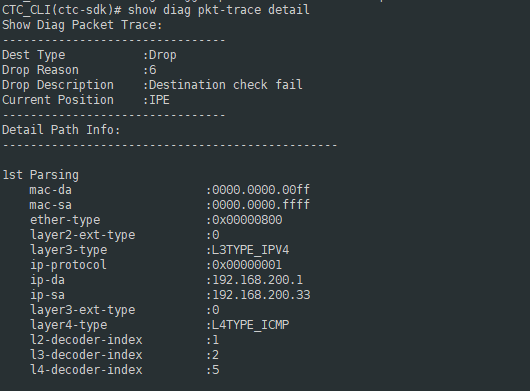 CTC_CLI(ctc-sdk)# show diag pkt-trace detail
Show Diag Packet Trace:
--------------------------------
Dest Type :Drop
Drop Reason :6
Drop Description :Destination check fail
Current Position :IPE
--------------------------------
Detail Path Info:
------------------------------------------------
1st Parsing
mac-da :0000.0000.00ff
mac-sa :0000.0000.ffff
ether-type :0x00000800
layer2-ext-type :0
layer3-type :L3TYPE_IPV4
ip-protocol :0x00000001
ip-da :192.168.200.1
ip-sa :192.168.200.33
layer3-ext-type :0
layer4-type :L4TYPE_ICMP
l2-decoder-index :1
l3-decoder-index :2
l4-decoder-index :5